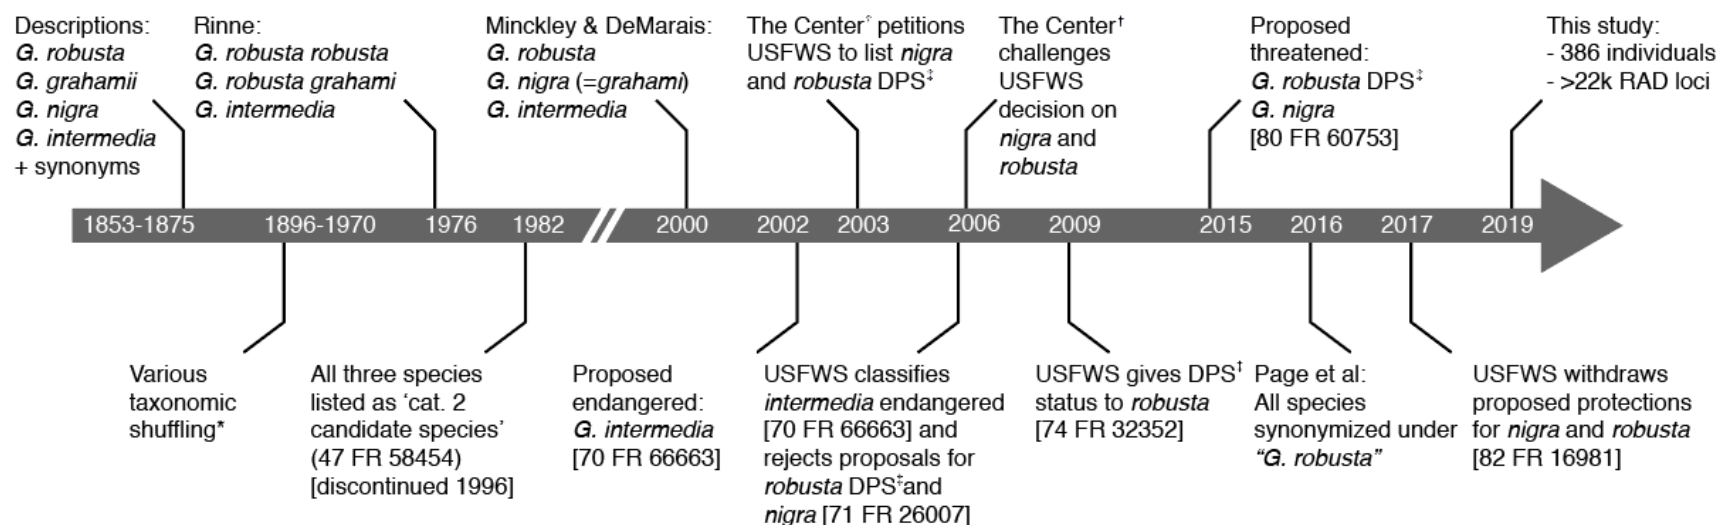 Descriptions:
G. robusta
G. grahamii
G. nigra
G. intermedia
+ synonyms
Rinne:
G. robusta robusta
G. robusta grahami
G. intermedia
Minckley & DeMarais:
G. robusta
G. nigra (=grahami)
G. intermedia
The Center† petitions
USFWS to list nigra
and robusta DPS‡
The Center†
challenges
USFWS
decision on
nigra and
robusta
Proposed
threatened:
G. robusta DPS‡
G. nigra
[80 FR 60753]
This study:
- 386 individuals
- >22k RAD loci
1853-1875 1896-1970 1976 1982 2000 2002 2003 2006 2009 2015 2016 2017 2019
Various
taxonomic
shuffling*
All three species
listed as ‘cat. 2
candidate species’
(47 FR 58454)
[discontinued 1996]
Proposed
endangered:
G. intermedia
[70 FR 66663]
USFWS classifies
intermedia endangered
[70 FR 66663] and
rejects proposals for
robusta DPS‡and
nigra [71 FR 26007]
USFWS gives DPS‡
status to robusta
[74 FR 32352]
Page et al:
All species
synonymized under
“G. robusta”
USFWS withdraws
proposed protections
for nigra and robusta
[82 FR 16981]